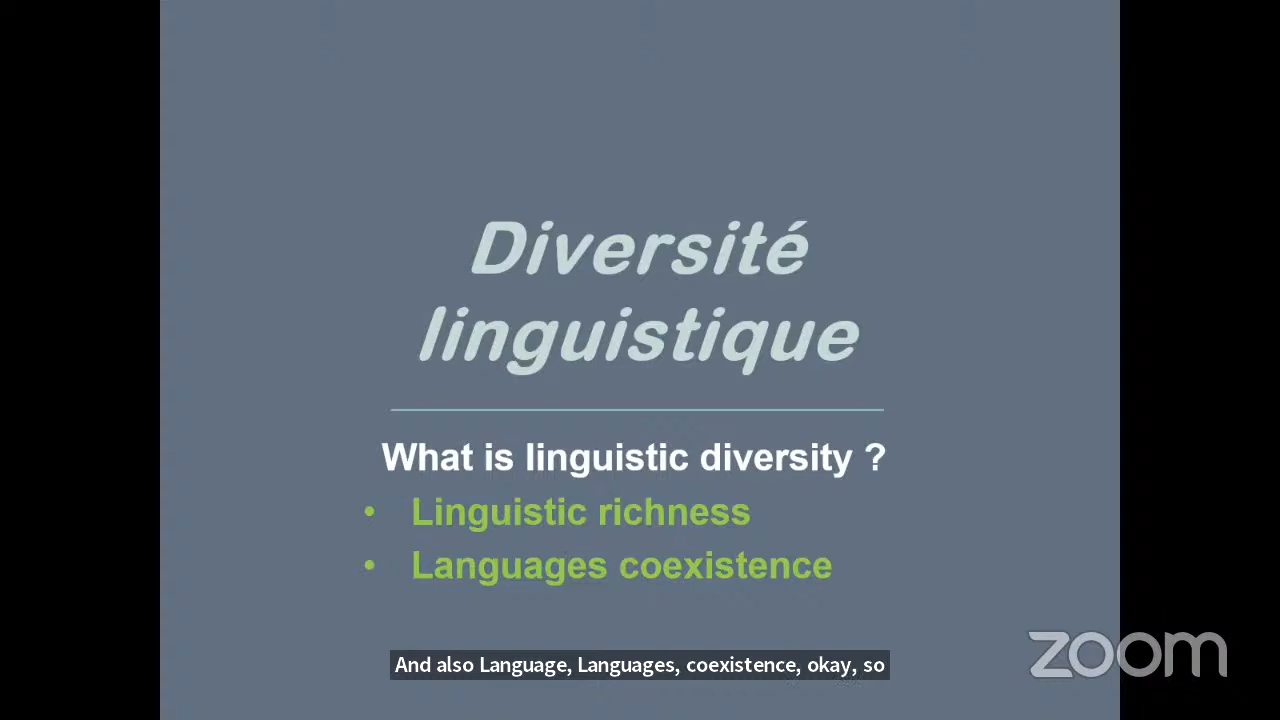 Diversité
linguistique
What is linguistic diversity ?
• Linguistic richness
• Languages coexistence
And also Language, Languages, coexistence, okay, so
zoom